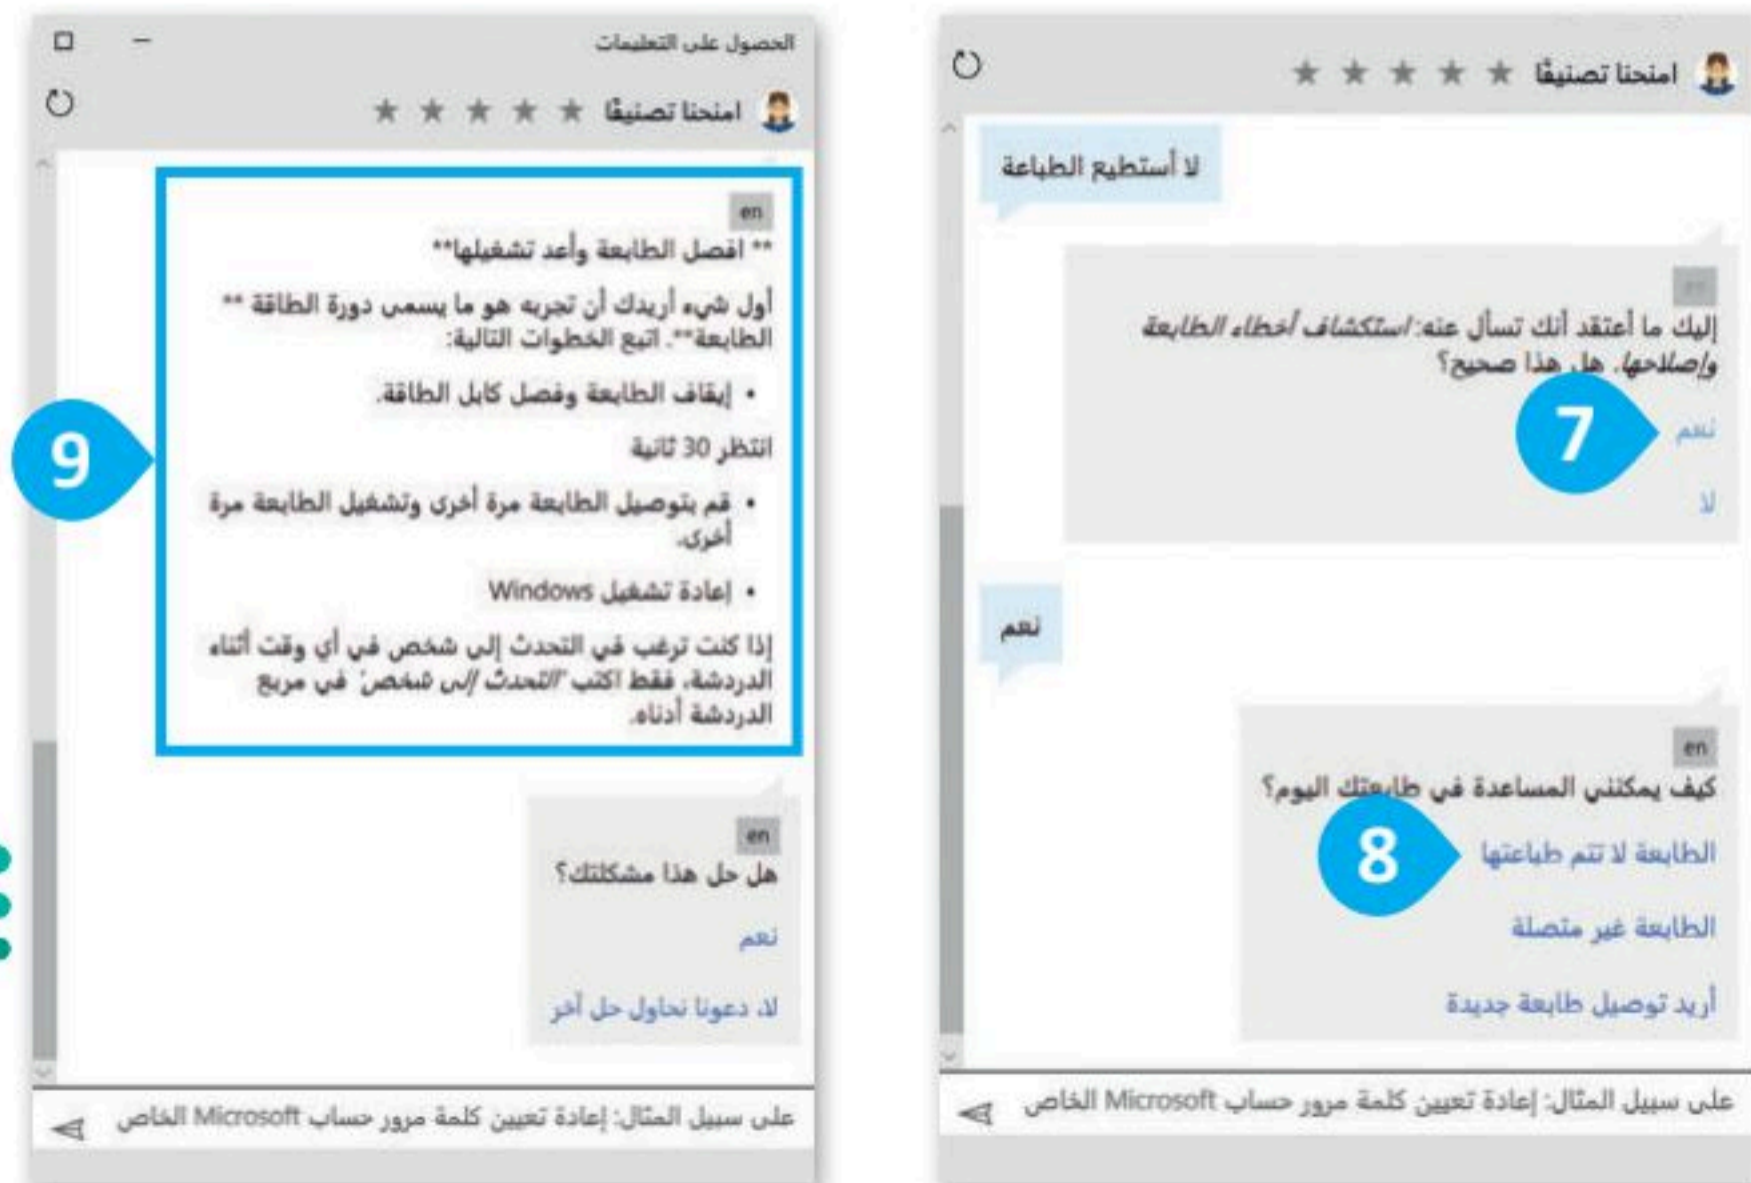 امنحنا تصنيفًا
لا أستطيع الطباعة
إليك ما أعتقد أنك تسأل عنه: استكشاف أخطاء الطابعة
وإصلاحها. هل هذا صحيح؟
نعم
7
لا
نعم
en
كيف يمكنني المساعدة في طابعتك اليوم؟
الطابعة لا تتم طباعتها
8
الطابعة غير متصلة
أريد توصيل طابعة جديدة
على سبيل المثال: إعادة تعيين كلمة مرور حساب Microsoft الخاص
الحصول على التعليمات
امنحنا تصنيفًا
en
** افصل الطابعة وأعد تشغيلها**
أول شيء أريدك أن تجربه هو ما يسمى دورة الطاقة **
الطابعة**. اتبع الخطوات التالية:
• إيقاف الطابعة وفصل كابل الطاقة.
انتظر 30 ثانية
9
• قم بتوصيل الطابعة مرة أخرى وتشغيل الطابعة مرة
أخرى.
• إعادة تشغيل Windows
إذا كنت ترغب في التحدث إلى شخص في أي وقت أثناء
الدردشة، فقط اكتب "التحدث إلى شخص" في مربع
الدردشة أدناه.
en
هل حل هذا مشكلتك؟
نعم
لا، دعونا نحاول حل آخر
على سبيل المثال: إعادة تعيين كلمة مرور حساب Microsoft الخاص